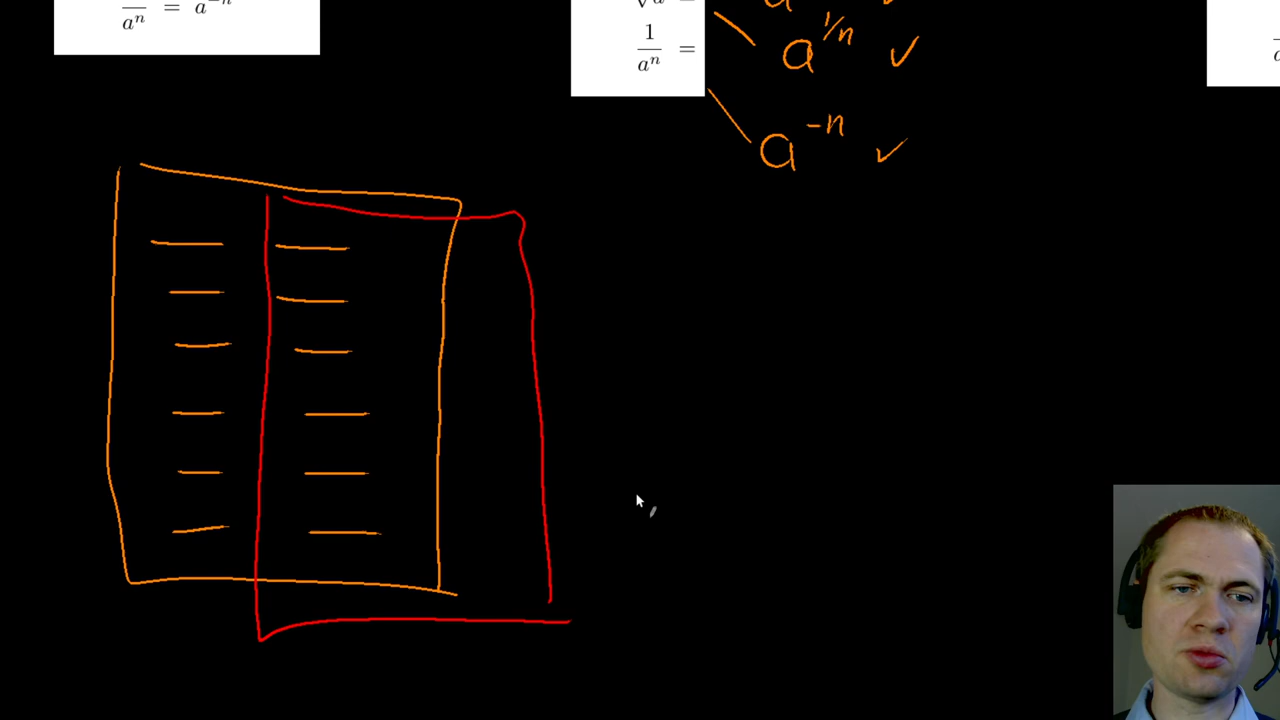 1/aⁿ = a⁻ⁿ
1/aⁿ =
a^1/n ✓
a⁻ⁿ ✓